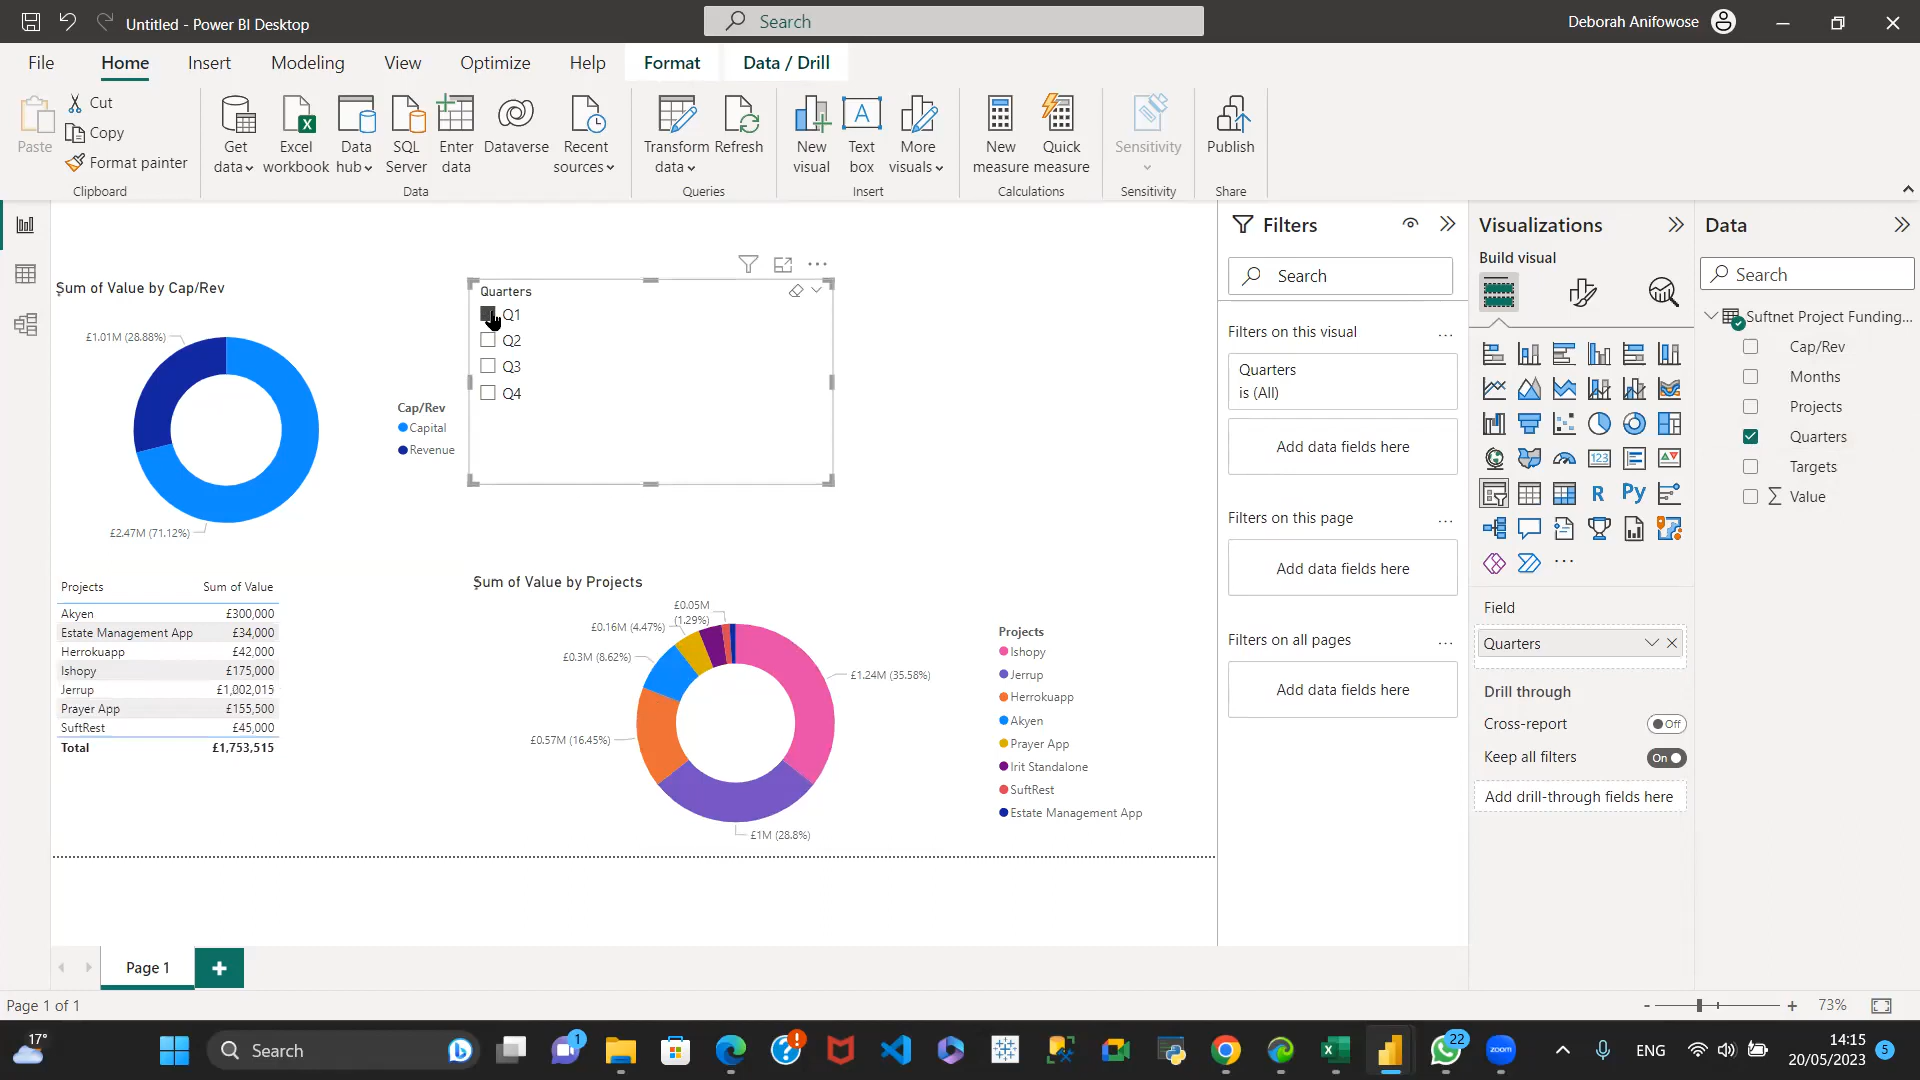 Untitled - Power BI Desktop
Search
Deborah Anifowose
File
Home
Insert
Modeling
View
Optimize
Help
Format
Data / Drill
Paste
Cut
Copy
Format painter
Clipboard
Get data
Excel workbook
Data hub
SQL Server
Enter data
Dataverse
Recent sources
Data
Transform data
Refresh
Queries
New visual
Text box
More visuals
Insert
New measure
Quick measure
Calculations
Sensitivity
Sensitivity
Publish
Share
Sum of Value by Cap/Rev
£1.01M (28.88%)
£2.47M (71.12%)
Cap/Rev
Capital
Revenue
Quarters
Q1
Q2
Q3
Q4
Projects Sum of Value
Akyen £300,000
Estate Management App £34,000
Herrokuapp £42,000
Ishopy £175,000
Jerrup £1,002,015
Prayer App £155,500
SuftRest £45,000
Total £1,753,515
Sum of Value by Projects
£0.05M
(1.29%)
£0.16M (4.47%)
£0.3M (8.62%)
£0.57M (16.45%)
£1.24M (35.58%)
£1M (28.8%)
Projects
Ishopy
Jerrup
Herrokuapp
Akyen
Prayer App
Irit Standalone
SuftRest
Estate Management App
Filters
Search
Filters on this visual
...
Quarters
is (All)
Add data fields here
Filters on this page
...
Add data fields here
Filters on all pages
...
Add data fields here
Visualizations
Build visual
123
R
Py
...
Field
Quarters
Drill through
Cross-report
Off
Keep all filters
On
Add drill-through fields here
Data
Search
Suftnet Project Funding...
Cap/Rev
Months
Projects
Quarters
Targets
Σ Value
Page 1
+
Page 1 of 1
- + 73%
17°
Search
1
22
zoom
ENG
14:15
20/05/2023
5